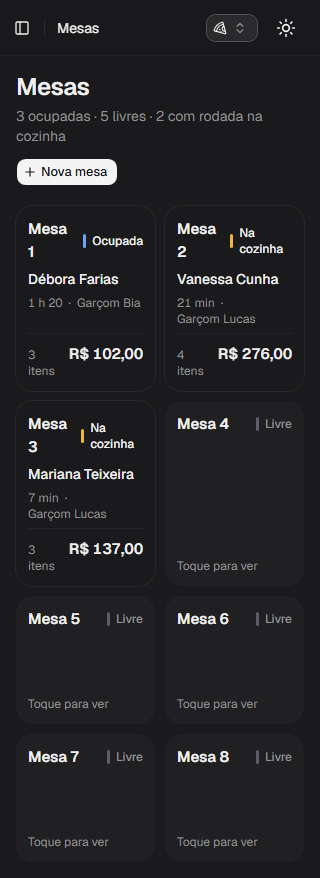 Mesas
Mesas
3 ocupadas · 5 livres · 2 com rodada na
cozinha
Nova mesa
Mesa
1
Ocupada
Débora Farias
1 h 20 · Garçom Bia
3
itens
R$ 102,00
Mesa
2
Na
cozinha
Vanessa Cunha
21 min ·
Garçom Lucas
4
itens
R$ 276,00
Mesa
3
Na
cozinha
Mariana Teixeira
7 min ·
Garçom Lucas
3
itens
R$ 137,00
Mesa 4
Livre
Toque para ver
Mesa 5
Livre
Toque para ver
Mesa 6
Livre
Toque para ver
Mesa 7
Livre
Toque para ver
Mesa 8
Livre
Toque para ver